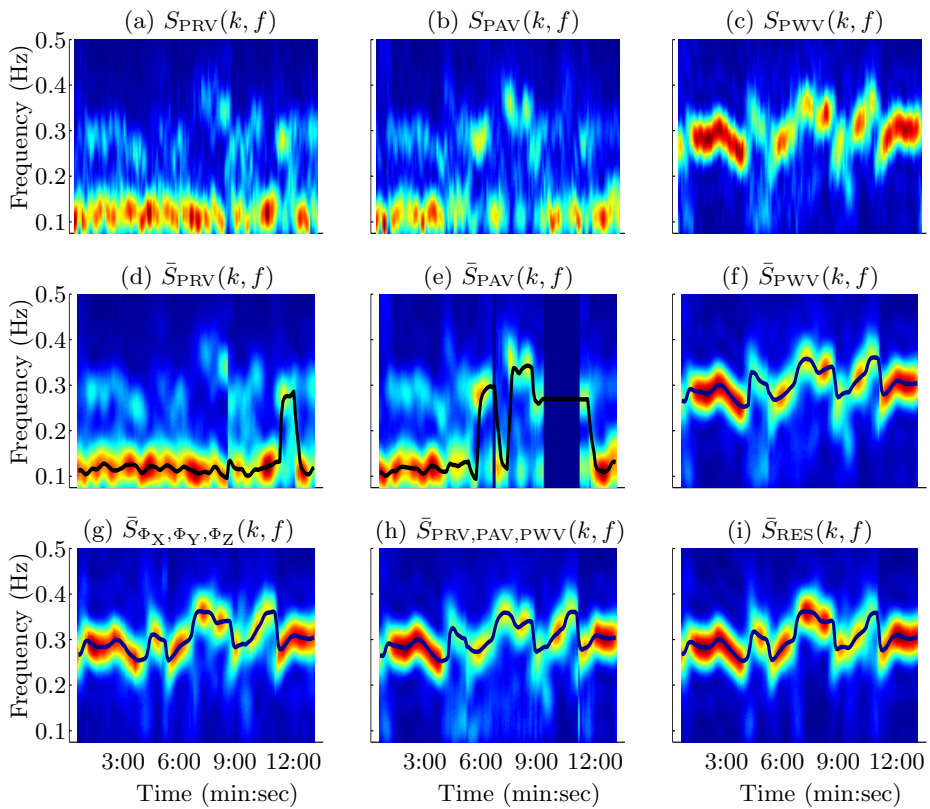 (a) S_PRV(k, f)
(b) S_PAV(k, f)
(c) S_PWV(k, f)
Frequency (Hz)
0.5
0.4
0.3
0.2
0.1
(d) S̄_PRV(k, f)
(e) S̄_PAV(k, f)
(f) S̄_PWV(k, f)
Frequency (Hz)
0.5
0.4
0.3
0.2
0.1
(g) S̄_Φ_X,Φ_Y,Φ_Z(k, f)
(h) S̄_PRV,PAV,PWV(k, f)
(i) S̄_RES(k, f)
Frequency (Hz)
0.5
0.4
0.3
0.2
0.1
3:00 6:00 9:00 12:00
3:00 6:00 9:00 12:00
3:00 6:00 9:00 12:00
Time (min:sec)
Time (min:sec)
Time (min:sec)